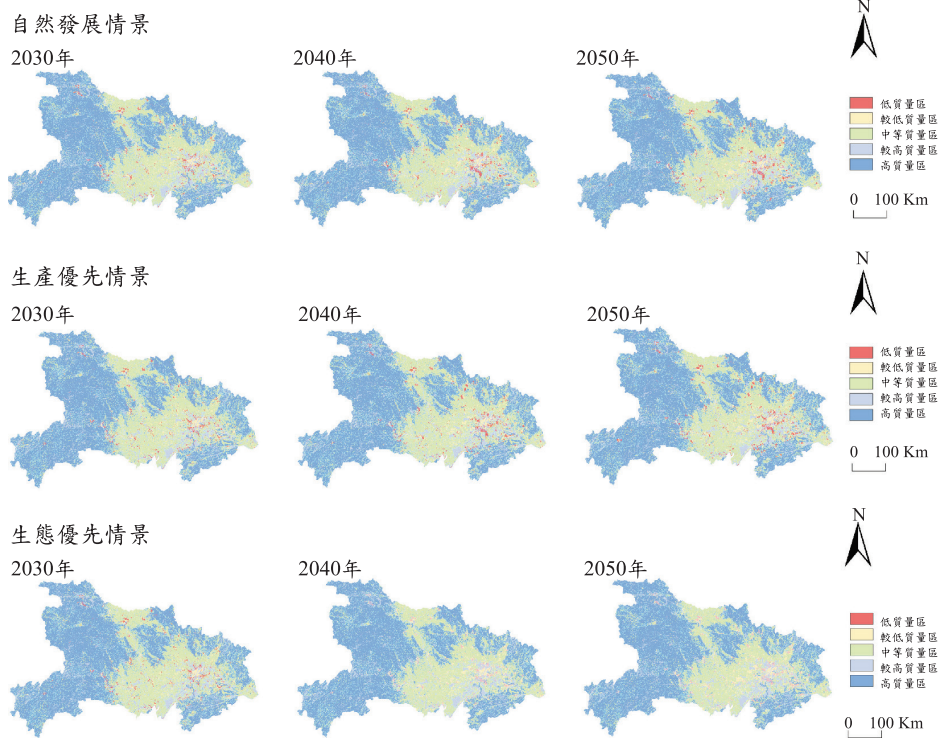 自然發展情景
2030年
2040年
2050年
N
低質量區
較低質量區
中等質量區
較高質量區
高質量區
0 100 Km
生產優先情景
2030年
2040年
2050年
N
低質量區
較低質量區
中等質量區
較高質量區
高質量區
0 100 Km
生態優先情景
2030年
2040年
2050年
N
低質量區
較低質量區
中等質量區
較高質量區
高質量區
0 100 Km